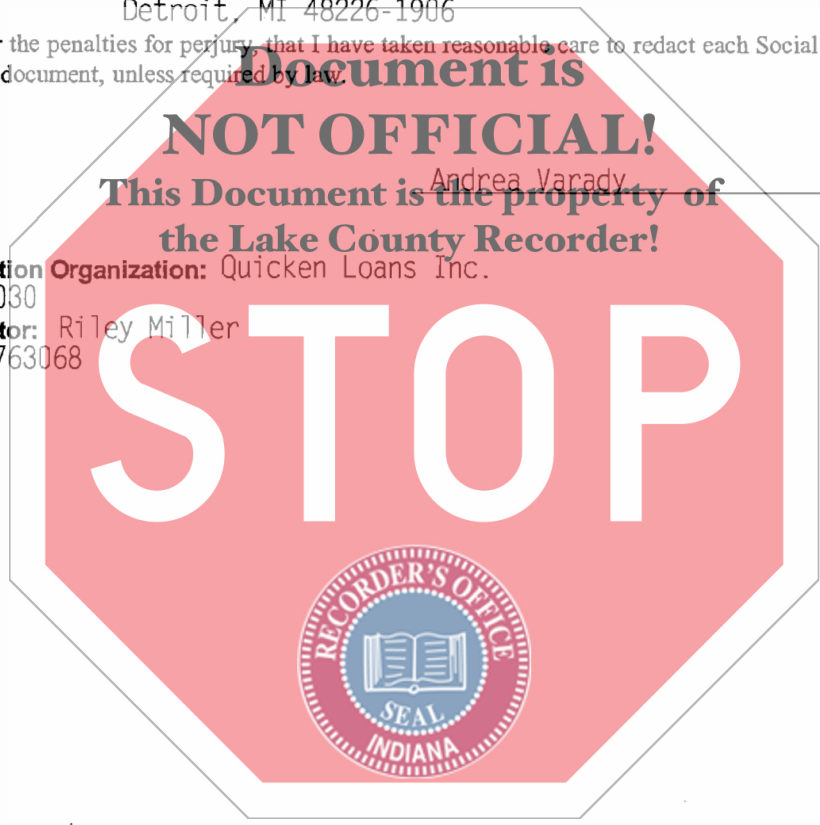 Detroit, MI 48226-1906
the penalties for perjury, that I have taken reasonable care to redact each Social
document, unless required by law.
Document is
NOT OFFICIAL!
Andrea Varady
This Document is the property of
the Lake County Recorder!
tion Organization: Quicken Loans Inc.
030
tor: Riley Miller
763068
STOP
RECORDER'S OFFICE
SEAL
INDIANA